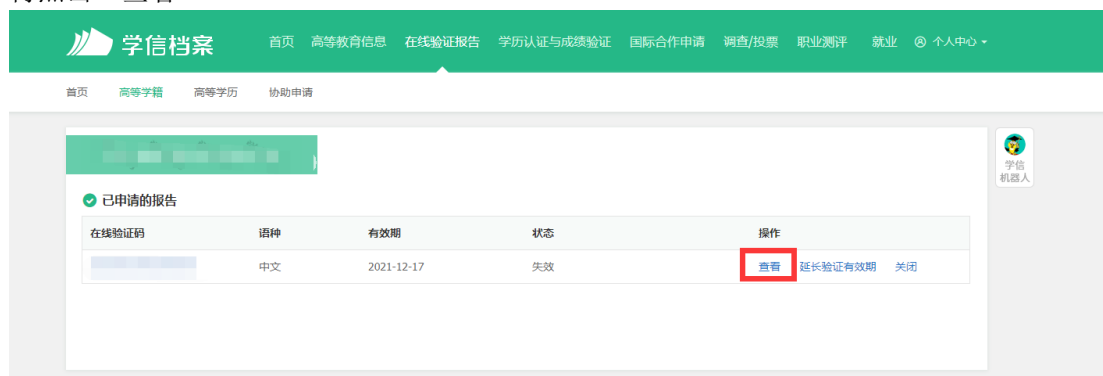 学信档案
首页 高等教育信息 在线验证报告 学历认证与成绩验证 国际合作申请 调查/投票 职业测评 就业 个人中心
首页 高等学籍 高等学历 协助申请
学信
机器人
已申请的报告
在线验证码 语种 有效期 状态 操作
中文 2021-12-17 失效 查看 延长验证有效期 关闭